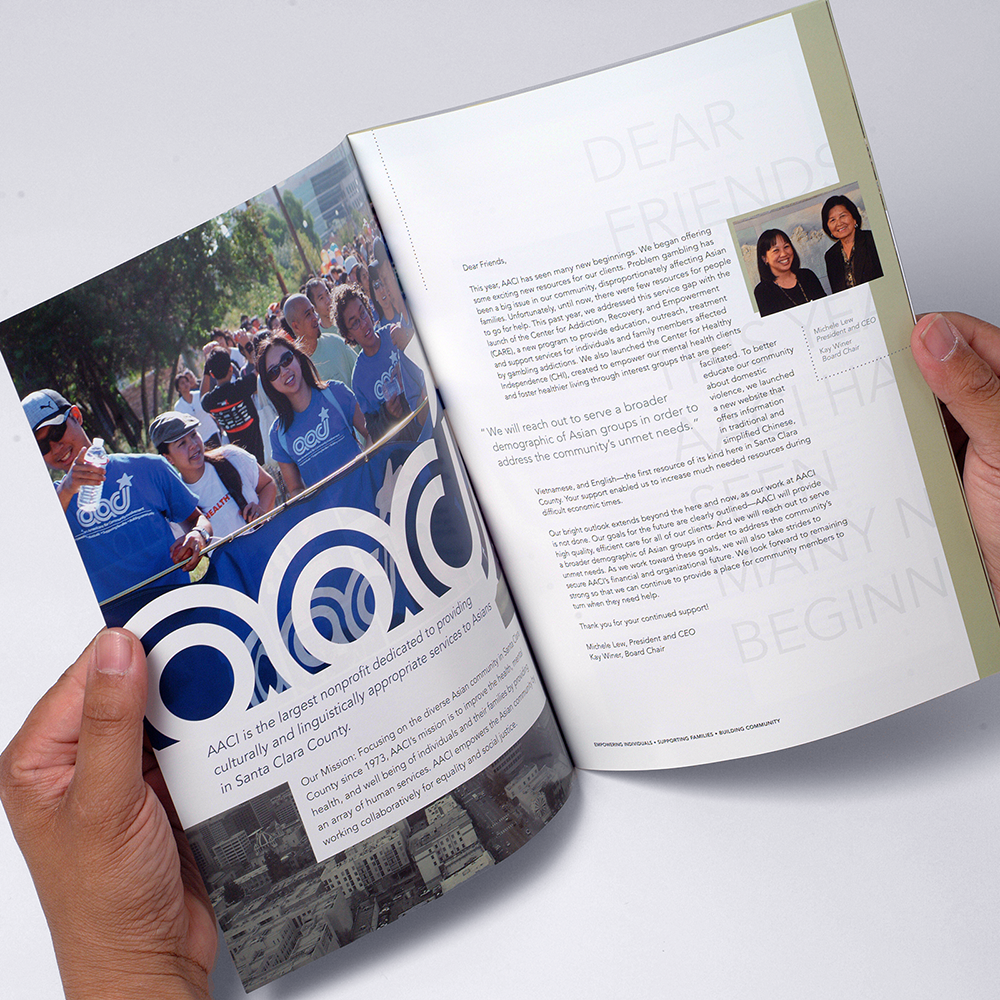 aaci
HEALTH
aaci
aaci
aaci
AACI is the largest nonprofit dedicated to providing
culturally and linguistically appropriate services to Asians
in Santa Clara County.
Our Mission: Focusing on the diverse Asian community in Santa Clara
County since 1973, AACI's mission is to improve the health, mental
health, and well being of individuals and their families by providing
an array of human services. AACI empowers the Asian community by
working collaboratively for equality and social justice.
DEAR
FRIENDS
THIS YE
AACI HA
SEEN
MANY N
BEGINN
Dear Friends,
This year, AACI has seen many new beginnings. We began offering
some exciting new resources for our clients. Problem gambling has
been a big issue in our community, disproportionately affecting Asian
families. Unfortunately, until now, there were few resources for people
to go for help. This past year, we addressed this service gap with the
launch of the Center for Addiction, Recovery, and Empowerment
(CARE), a new program to provide education, outreach, treatment
and support services for individuals and family members affected
by gambling addictions. We also launched the Center for Healthy
Independence (CHI), created to empower our mental health clients
and foster healthier living through interest groups that are peer-
facilitated. To better
educate our community
about domestic
violence, we launched
a new website that
offers information
in traditional and
simplified Chinese,
"We will reach out to serve a broader
demographic of Asian groups in order to
address the community's unmet needs."
Vietnamese, and English—the first resource of its kind here in Santa Clara
County. Your support enabled us to increase much needed resources during
difficult economic times.
Our bright outlook extends beyond the here and now, as our work at AACI
is not done. Our goals for the future are clearly outlined—AACI will provide
high quality, efficient care for all of our clients. And we will reach out to serve
a broader demographic of Asian groups in order to address the community's
unmet needs. As we work toward these goals, we will also take strides to
secure AACI's financial and organizational future. We look forward to remaining
strong so that we can continue to provide a place for community members to
turn when they need help.
Thank you for your continued support!
Michele Lew, President and CEO
Kay Winer, Board Chair
Michele Lew
President and CEO
Kay Winer
Board Chair
EMPOWERING INDIVIDUALS • SUPPORTING FAMILIES • BUILDING COMMUNITY